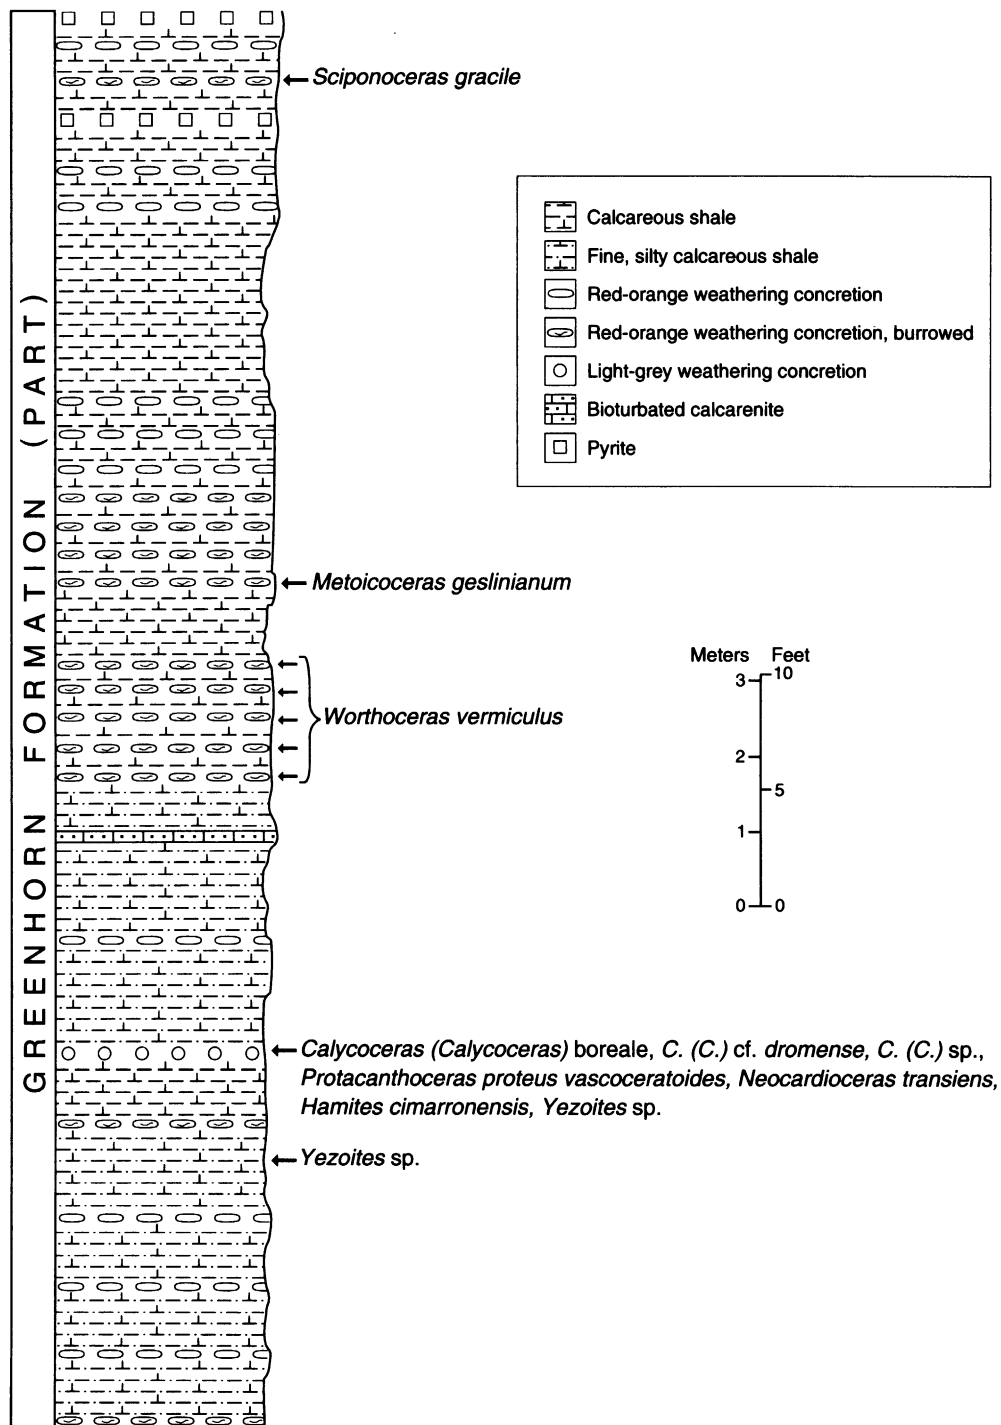 GREENHORN FORMATION (PART)
Sciponoceras gracile
Calcareous shale
Fine, silty calcareous shale
Red-orange weathering concretion
Red-orange weathering concretion, burrowed
Light-grey weathering concretion
Bioturbated calcarenite
Pyrite
Metoicoceras geslinianum
Worthoceras vermiculus
Meters Feet
3 10
2
5
1
0 0
Calycoceras (Calycoceras) boreale, C. (C.) cf. dromense, C. (C.) sp.,
Protacanthoceras proteus vascoceratoides, Neocardioceras transiens,
Hamites cimarronensis, Yezoites sp.
Yezoites sp.